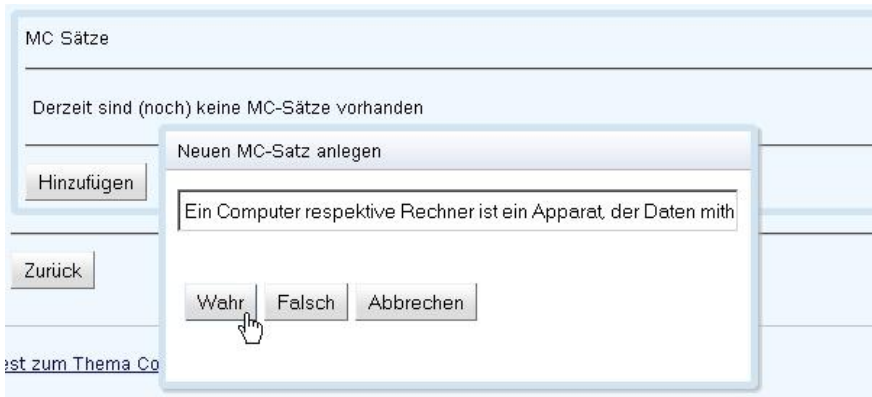 MC Sätze
Derzeit sind (noch) keine MC-Sätze vorhanden
Neuen MC-Satz anlegen
Hinzufügen
Ein Computer respektive Rechner ist ein Apparat, der Daten mith
Zurück
Wahr Falsch Abbrechen
est zum Thema Co